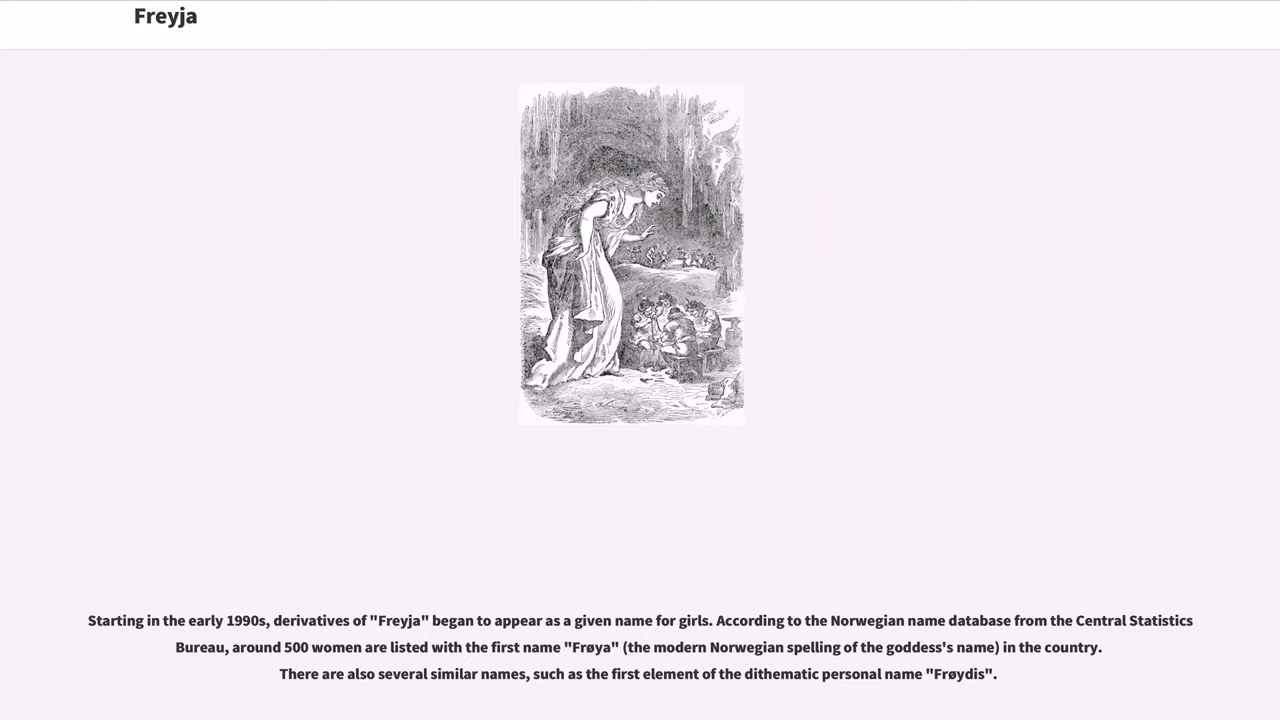 Freyja
Starting in the early 1990s, derivatives of "Freyja" began to appear as a given name for girls. According to the Norwegian name database from the Central Statistics
Bureau, around 500 women are listed with the first name "Frøya" (the modern Norwegian spelling of the goddess's name) in the country.
There are also several similar names, such as the first element of the dithematic personal name "Frøydis".